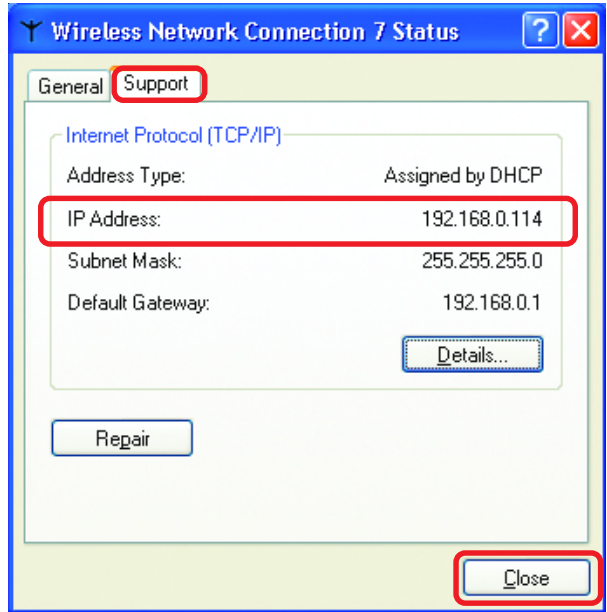 Wireless Network Connection 7 Status
General Support
Internet Protocol (TCP/IP)
Address Type: Assigned by DHCP
IP Address: 192.168.0.114
Subnet Mask: 255.255.255.0
Default Gateway: 192.168.0.1
Details...
Repair
Close